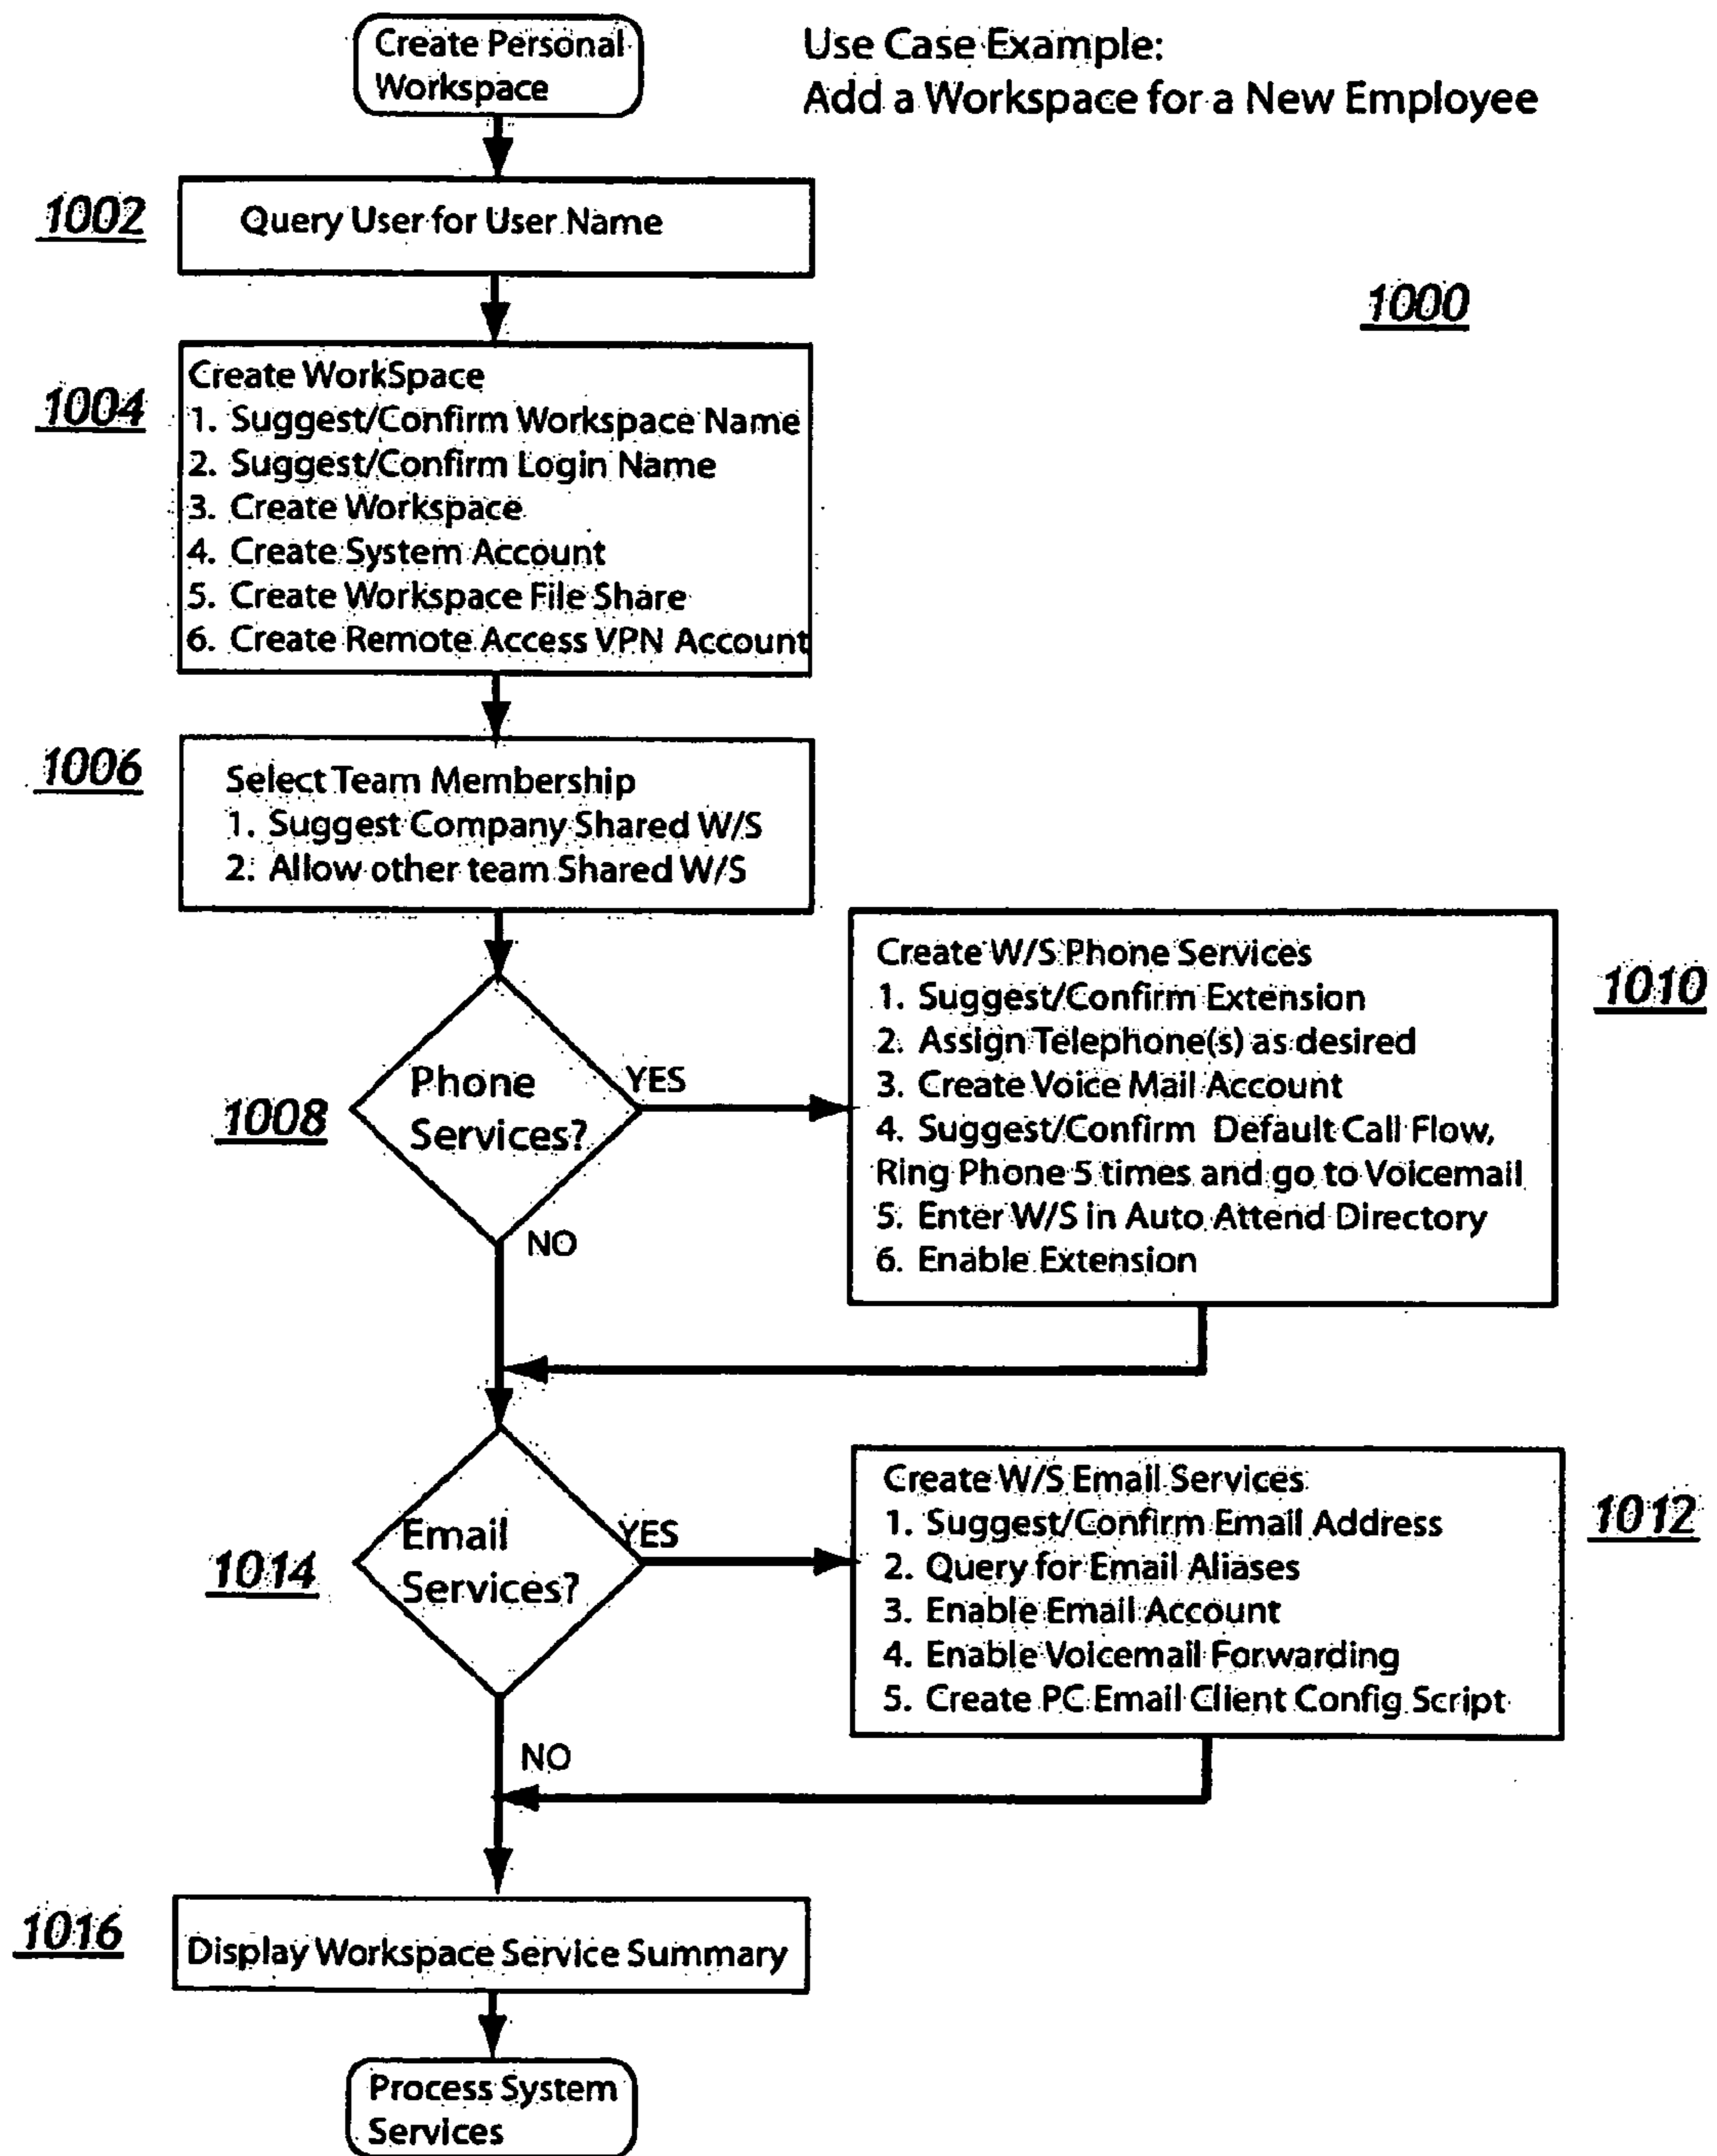 Create Personal
Workspace
Use Case Example:
Add a Workspace for a New Employee
1002
Query User for User Name
1000
1004
Create WorkSpace
1. Suggest/Confirm Workspace Name
2. Suggest/Confirm Login Name
3. Create Workspace
4. Create System Account
5. Create Workspace File Share
6. Create Remote Access VPN Account
1006
Select Team Membership
1. Suggest Company Shared W/S
2. Allow other team Shared W/S
1008
Phone
Services?
YES
NO
Create W/S Phone Services
1. Suggest/Confirm Extension
2. Assign Telephone(s) as desired
3. Create Voice Mail Account
4. Suggest/Confirm Default Call Flow,
Ring Phone 5 times and go to Voicemail
5. Enter W/S in Auto Attend Directory
6. Enable Extension
1010
1014
Email
Services?
YES
NO
Create W/S Email Services
1. Suggest/Confirm Email Address
2. Query for Email Aliases
3. Enable Email Account
4. Enable Voicemail Forwarding
5. Create PC Email Client Config Script
1012
1016
Display Workspace Service Summary
Process System
Services